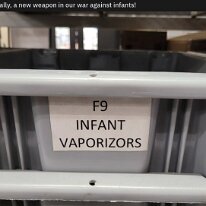 ally, a new weapon in our war against infants!
F9
INFANT
VAPORIZORS